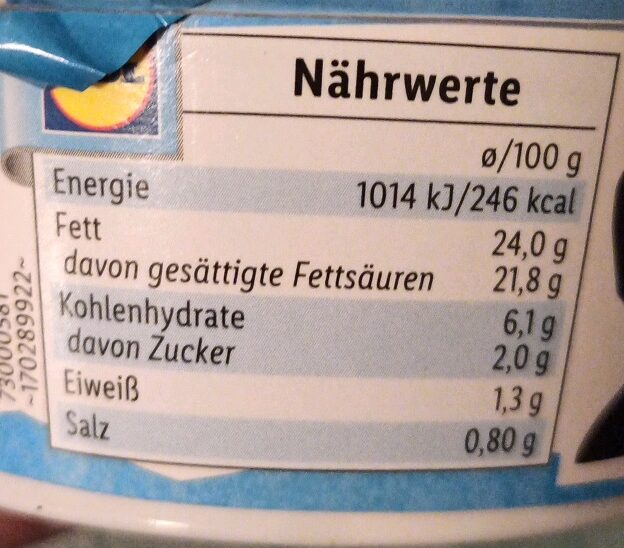 Nährwerte
ø/100 g
Energie 1014 kJ/246 kcal
Fett 24,0 g
davon gesättigte Fettsäuren 21,8 g
Kohlenhydrate 6,1 g
davon Zucker 2,0 g
Eiweiß 1,3 g
Salz 0,80 g
~170289922~